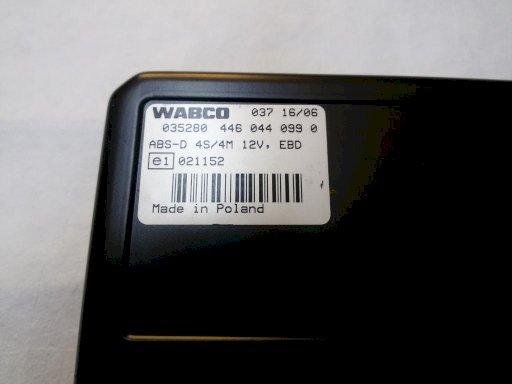 WABCO 037 16/06
035280 446 044 099 0
ABS-D 4S/4M 12V, EBD
e1 021152
Made in Poland